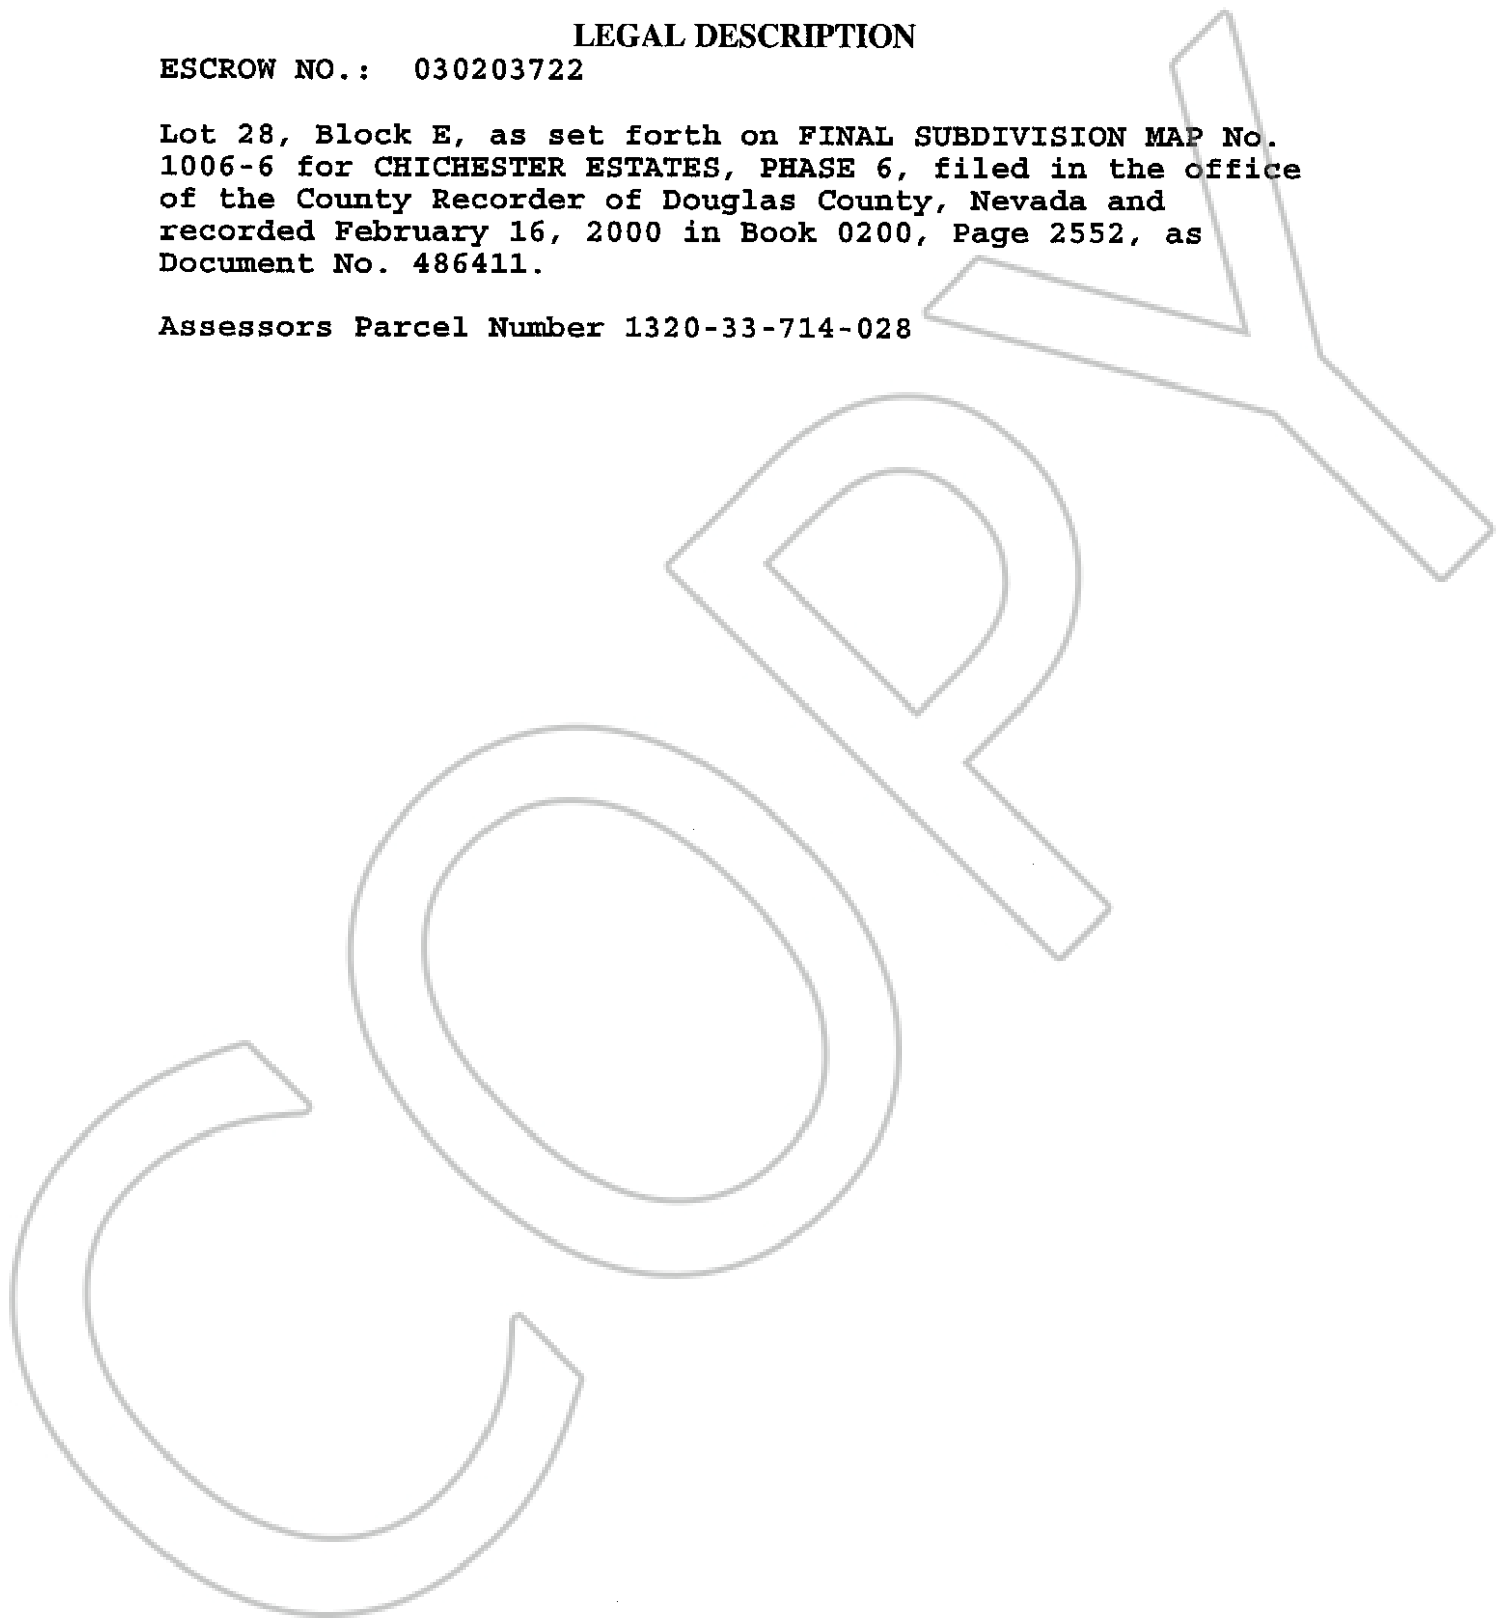 LEGAL DESCRIPTION
ESCROW NO.: 030203722
Lot 28, Block E, as set forth on FINAL SUBDIVISION MAP No.
1006-6 for CHICHESTER ESTATES, PHASE 6, filed in the office
of the County Recorder of Douglas County, Nevada and
recorded February 16, 2000 in Book 0200, Page 2552, as
Document No. 486411.
Assessors Parcel Number 1320-33-714-028
COPY